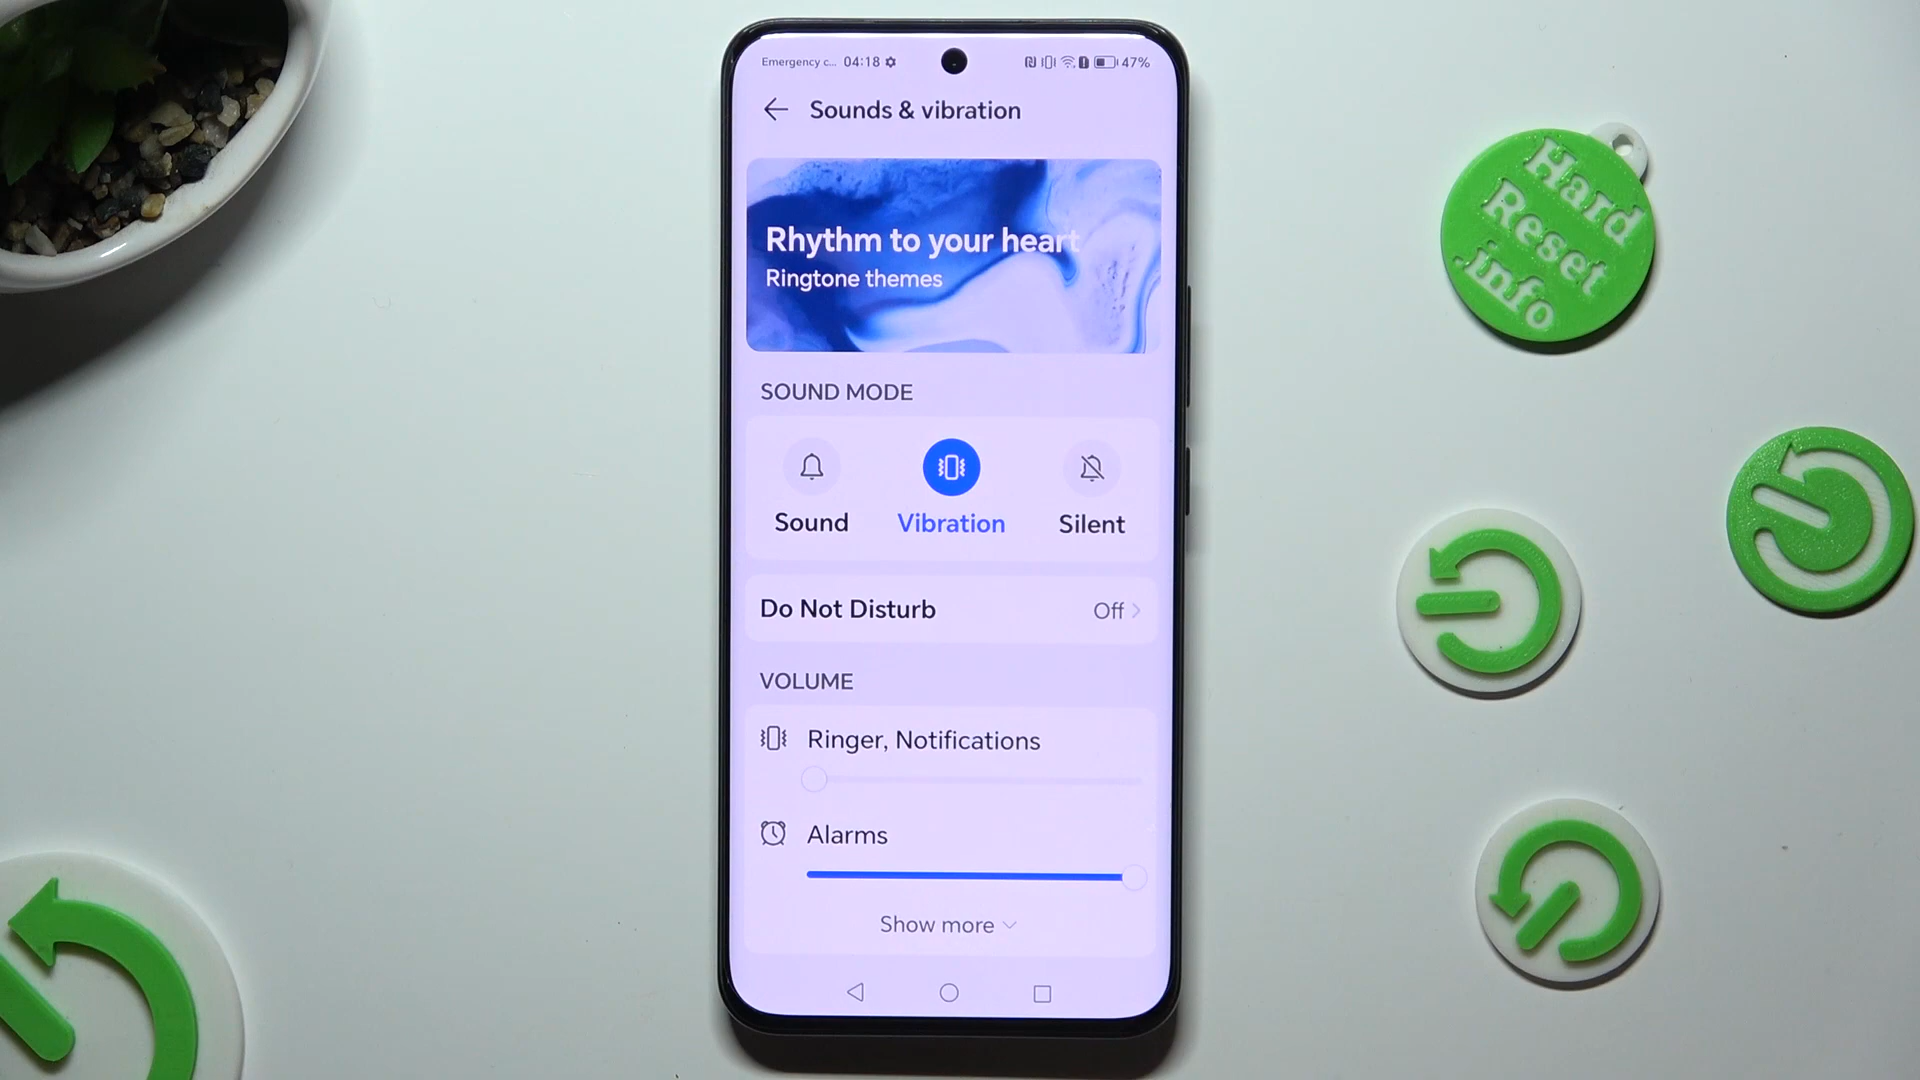 Emergency c... 04:18 47%
Sounds & vibration
Rhythm to your heart
Ringtone themes
SOUND MODE
Sound Vibration Silent
Do Not Disturb Off
VOLUME
Ringer, Notifications
Alarms
Show more
Hard
Reset
.info